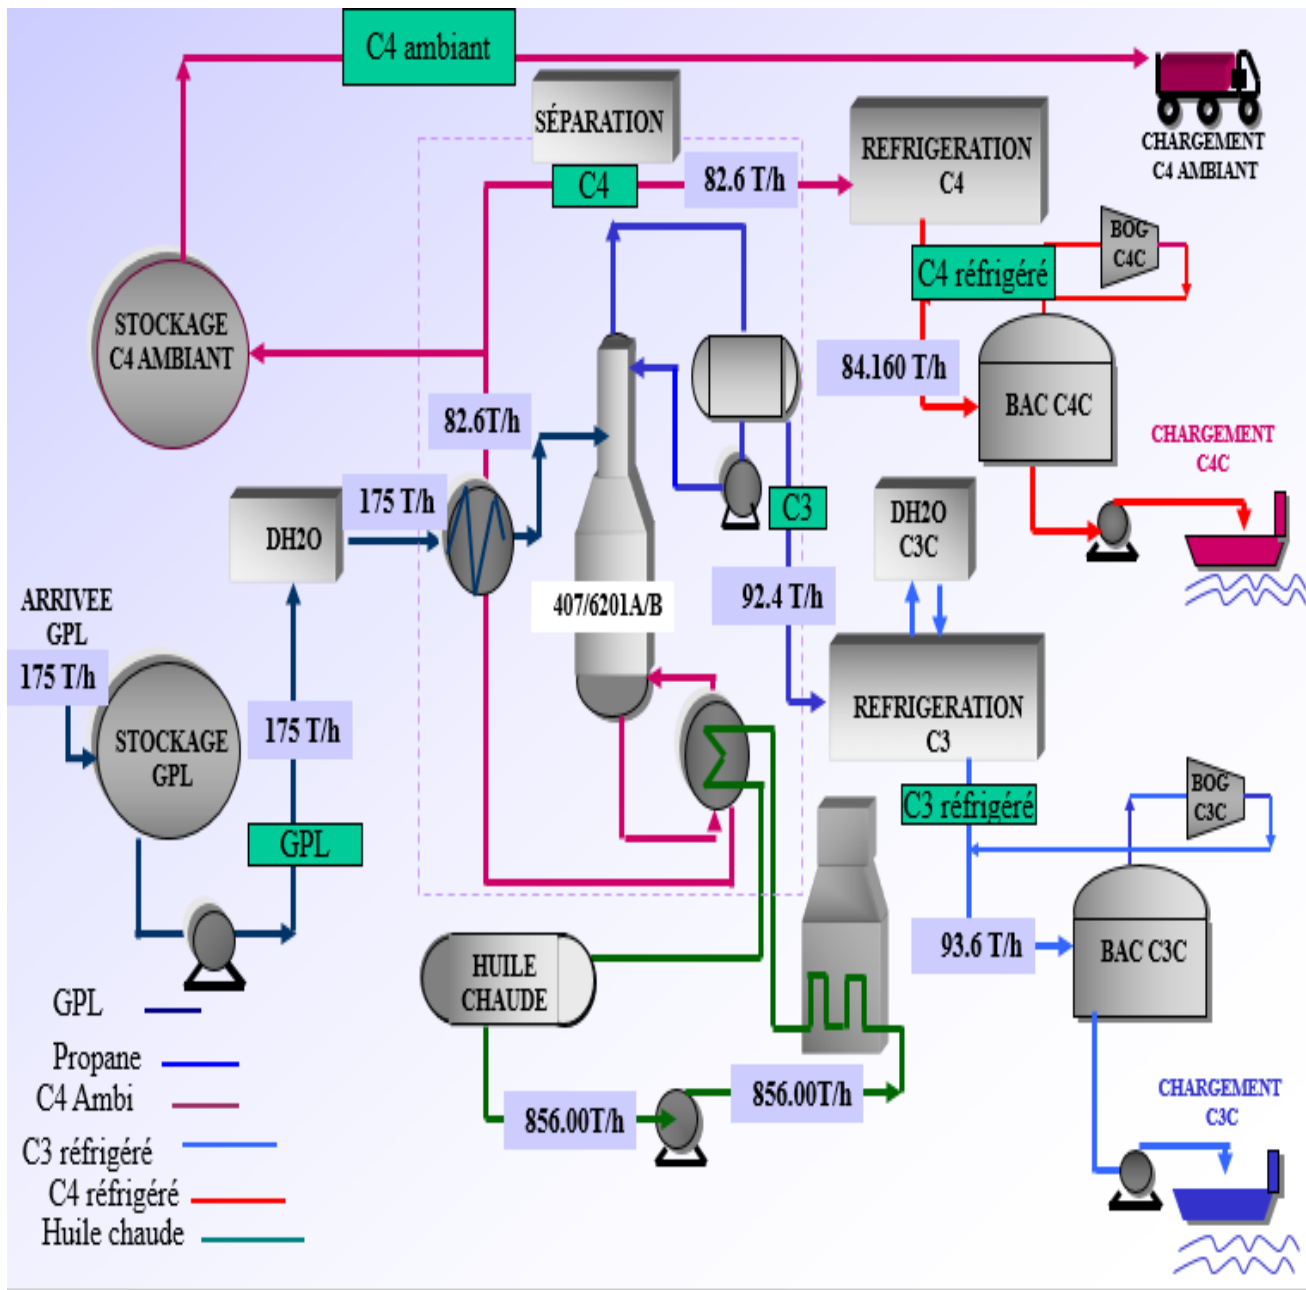 C4 ambiant
CHARGEMENT
C4 AMBIANT
SÉPARATION
C4
82.6 T/h
REFRIGERATION
C4
BOG
C4C
C4 réfrigéré
STOCKAGE
C4 AMBIANT
84.160 T/h
BAC C4C
82.6T/h
CHARGEMENT
C4C
175 T/h
C3
DH2O
C3C
DH2O
92.4 T/h
407/6201A/B
ARRIVEE
GPL
175 T/h
STOCKAGE
GPL
175 T/h
REFRIGERATION
C3
BOG
C3C
C3 réfrigéré
GPL
93.6 T/h
BAC C3C
HUILE
CHAUDE
856.00T/h
856.00T/h
CHARGEMENT
C3C
GPL
Propane
C4 Ambi
C3 réfrigéré
C4 réfrigéré
Huile chaude